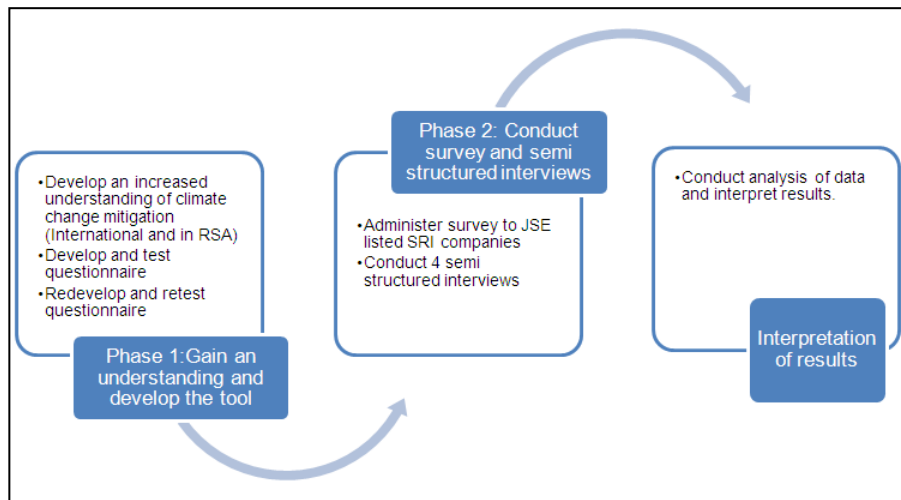 •Develop an increased
understanding of climate
change mitigation
(International and in RSA)
•Develop and test
questionnaire
•Redevelop and retest
questionnaire
Phase 1:Gain an
understanding and
develop the tool
Phase 2: Conduct
survey and semi
structured interviews
•Administer survey to JSE
listed SRI companies
•Conduct 4 semi
structured interviews
•Conduct analysis of data
and interpret results.
Interpretation
of results